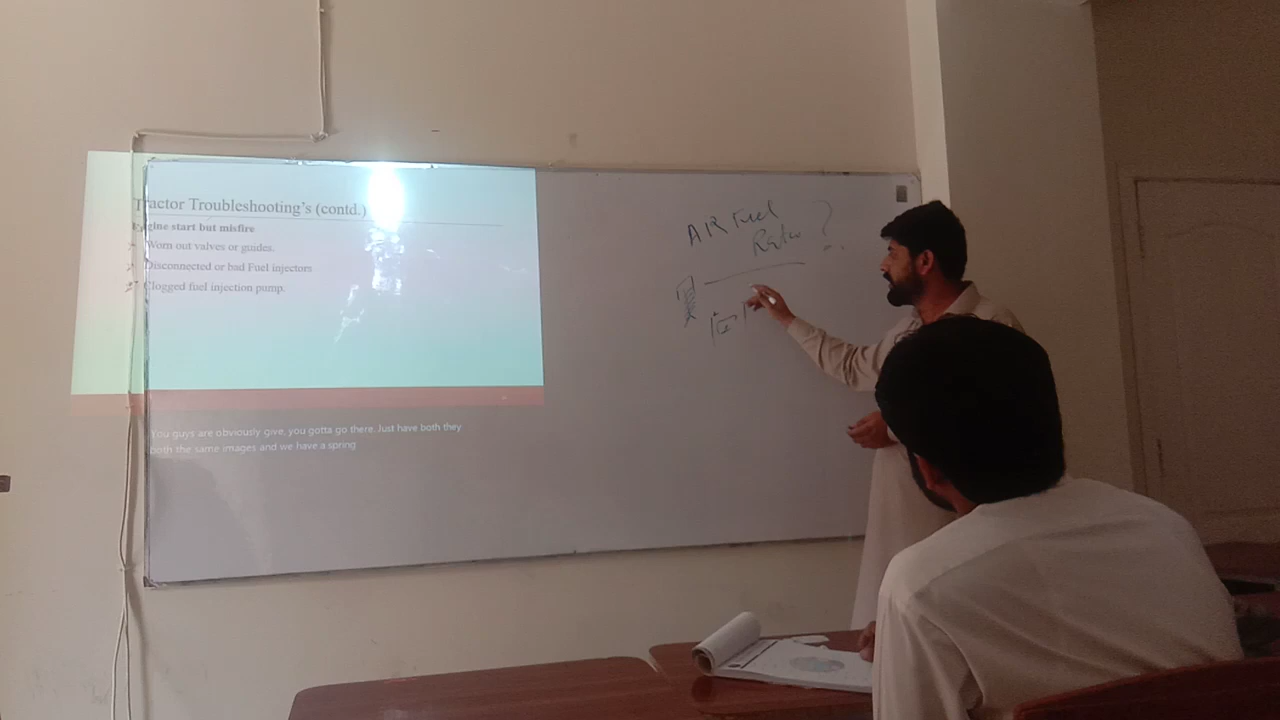 Tractor Troubleshooting's (contd.)
Engine start but misfire
➢ Worn out valves or guides.
➢ Disconnected or bad Fuel injectors
➢ Clogged fuel injection pump.
You guys are obviously give, you gotta go there. Just have both they
both the same images and we have a spring
AIR Fuel
Ratio ?